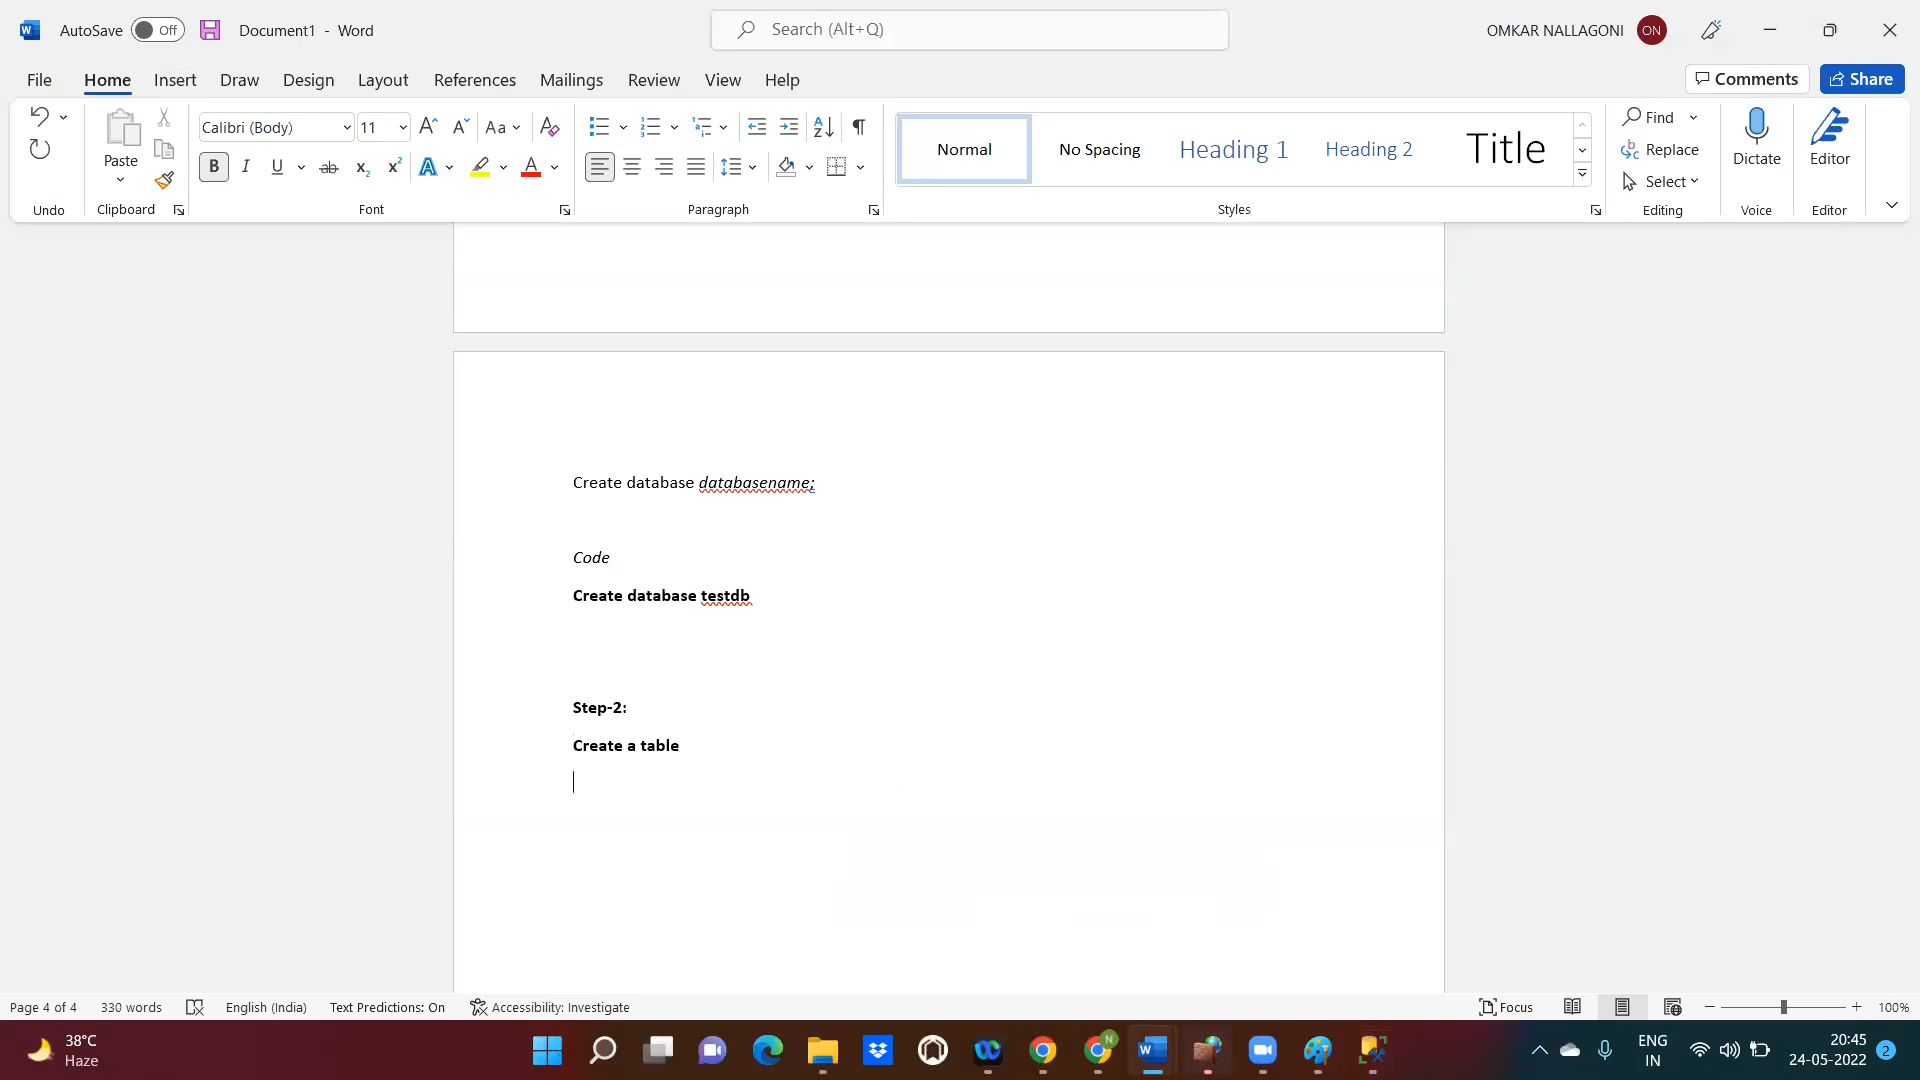 AutoSave Off Document1 - Word Search (Alt+Q) OMKAR NALLAGONI ON
File Home Insert Draw Design Layout References Mailings Review View Help Comments Share
Calibri (Body) 11 Aa Find
Paste Normal No Spacing Heading 1 Heading 2 Title Replace Dictate Editor
B I U ab x₂ x² A A Select
Undo Clipboard Font Paragraph Styles Editing Voice Editor
Create database databasename;
Code
Create database testdb
Step-2:
Create a table
Page 4 of 4 330 words English (India) Text Predictions: On Accessibility: Investigate Focus 100%
38°C
Haze
ENG
IN
20:45
24-05-2022
2